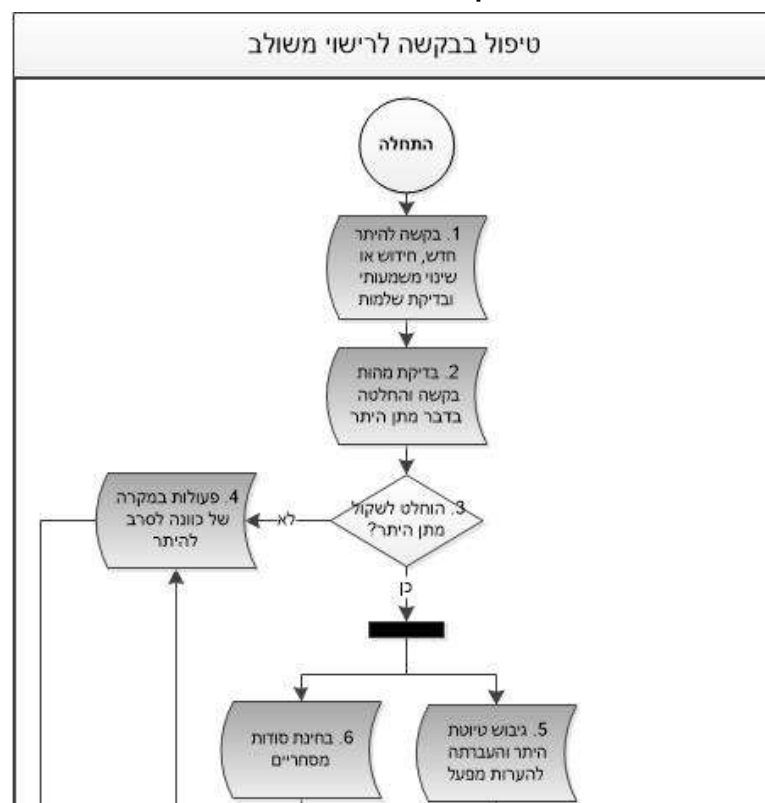 טיפול בבקשה לרישוי משולב
התחלה
1. בקשה להיתר
חדש, חידוש או
שינוי משמעותי
ובדיקת שלמות
2. בדיקת מהות
בקשה והחלטה
בדבר מתן היתר
3. הוחלט לשקול
מתן היתר?
לא
4. פעולות במקרה
של כוונה לסרב
להיתר
כן
6. בחינת סודות
מסחריים
5. גיבוש טיוטת
היתר והעברתה
להערות מפעל